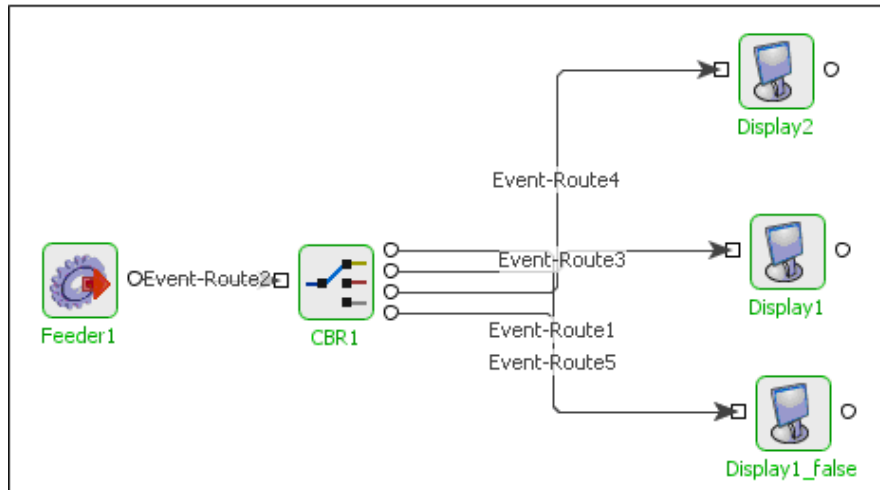 Display2
Event-Route4
Event-Route2
Event-Route3
Feeder1
CBR1
Display1
Event-Route1
Event-Route5
Display1_false